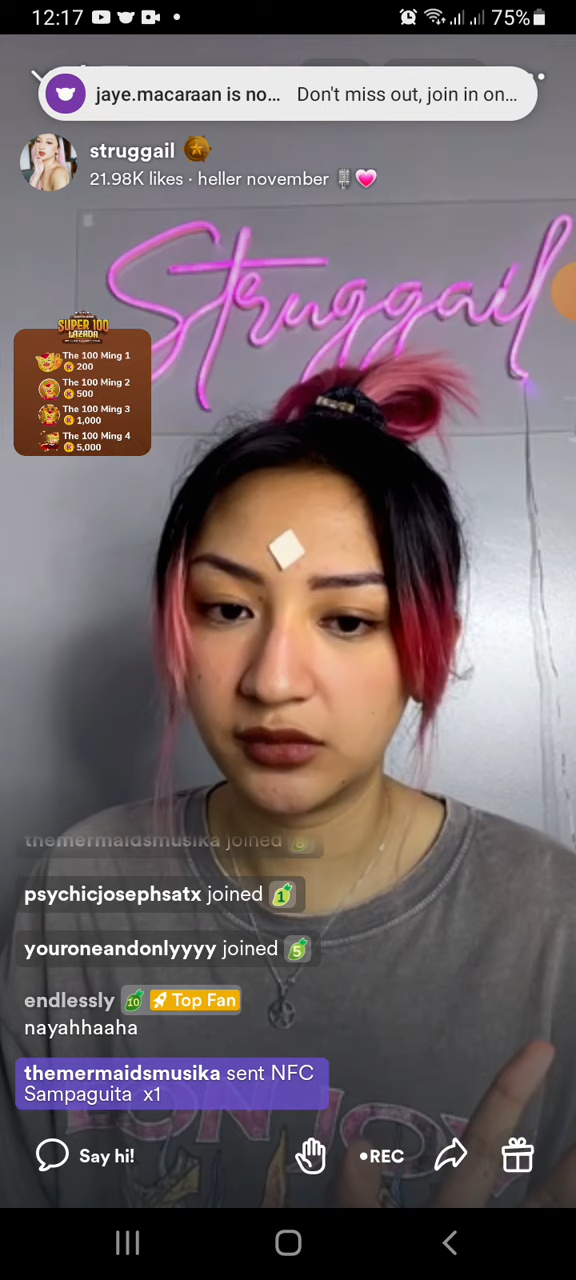 12:17
75%
jaye.macaraan is no... Don't miss out, join in on...
struggail
21.98K likes · heller november
Struggail
SUPER 100
LAZADA
The 100 Ming 1
200
The 100 Ming 2
500
The 100 Ming 3
1,000
The 100 Ming 4
5,000
themermaidsmusika joined 8
psychicjosephsatx joined 1
youroneandonlyyyy joined 5
endlessly 10 Top Fan
nayahhaaha
themermaidsmusika sent NFC
Sampaguita x1
Say hi!
•REC